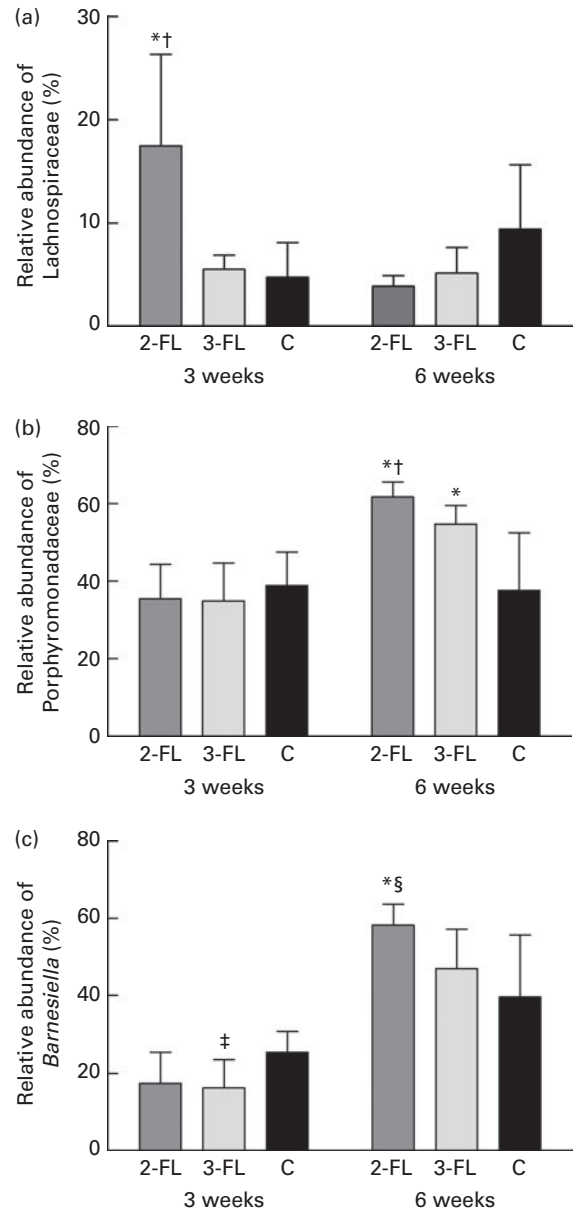 (a)
Relative abundance of
Lachnospiraceae (%)
30
20
10
0
*†
2-FL 3-FL C 2-FL 3-FL C
3 weeks 6 weeks
(b)
Relative abundance of
Porphyromonadaceae (%)
80
60
40
20
0
*† *
2-FL 3-FL C 2-FL 3-FL C
3 weeks 6 weeks
(c)
Relative abundance of
Barnesiella (%)
80
60
40
20
0
*§
‡
2-FL 3-FL C 2-FL 3-FL C
3 weeks 6 weeks